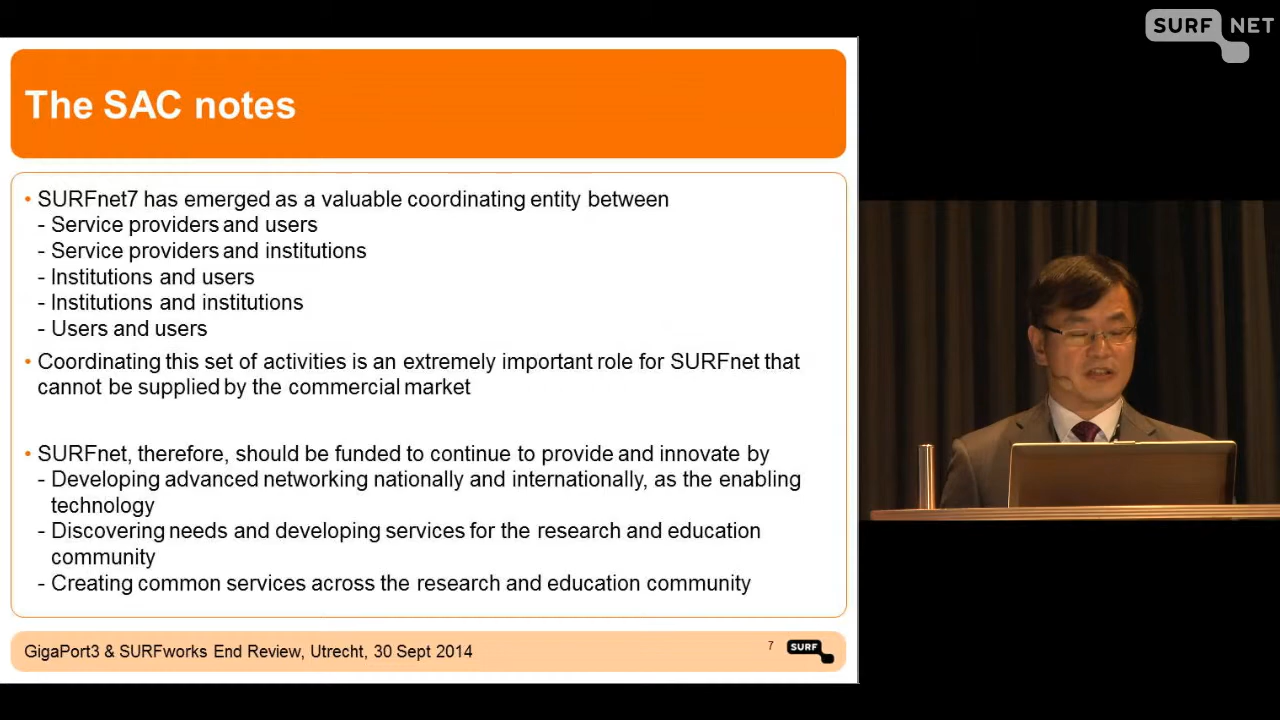 SURF NET
The SAC notes
• SURFnet7 has emerged as a valuable coordinating entity between
- Service providers and users
- Service providers and institutions
- Institutions and users
- Institutions and institutions
- Users and users
• Coordinating this set of activities is an extremely important role for SURFnet that
cannot be supplied by the commercial market
• SURFnet, therefore, should be funded to continue to provide and innovate by
- Developing advanced networking nationally and internationally, as the enabling
technology
- Discovering needs and developing services for the research and education
community
- Creating common services across the research and education community
GigaPort3 & SURFworks End Review, Utrecht, 30 Sept 2014
7
SURF